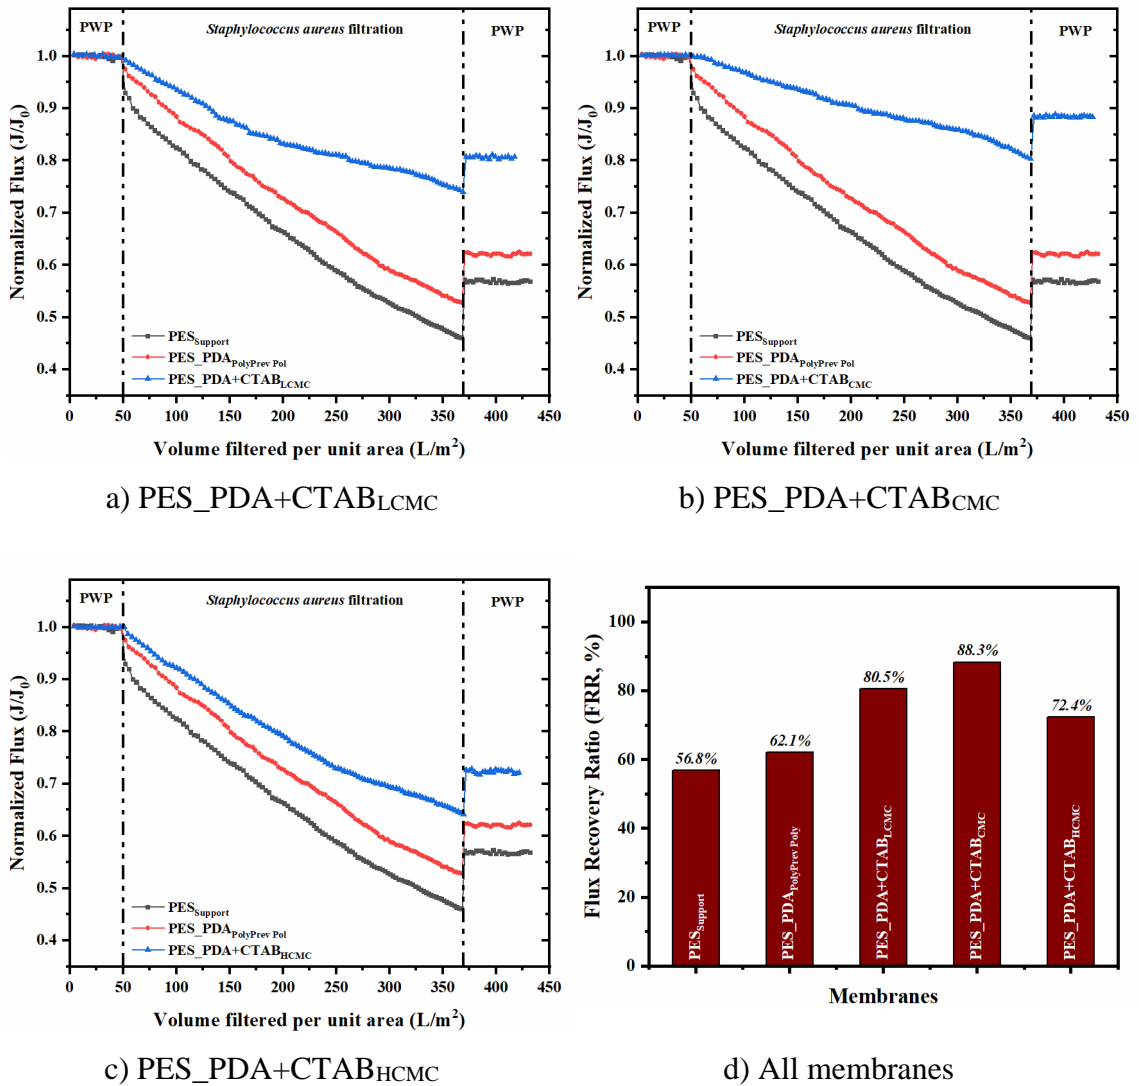 PWP Staphylococcus aureus filtration PWP
1.0
0.9
0.8
0.7
0.6
0.5
0.4
Normalized Flux (J/J0)
PESSupport
PES_PDAPolyPrev Pol
PES_PDA+CTABLCMC
0 50 100 150 200 250 300 350 400 450
Volume filtered per unit area (L/m2)
a) PES_PDA+CTABLCMC
PWP Staphylococcus aureus filtration PWP
1.0
0.9
0.8
0.7
0.6
0.5
0.4
Normalized Flux (J/J0)
PESSupport
PES_PDAPolyPrev Pol
PES_PDA+CTABCMC
0 50 100 150 200 250 300 350 400 450
Volume filtered per unit area (L/m2)
b) PES_PDA+CTABCMC
PWP Staphylococcus aureus filtration PWP
1.0
0.9
0.8
0.7
0.6
0.5
0.4
Normalized Flux (J/J0)
PESSupport
PES_PDAPolyPrev Pol
PES_PDA+CTABHCMC
0 50 100 150 200 250 300 350 400 450
Volume filtered per unit area (L/m2)
c) PES_PDA+CTABHCMC
100
80
60
40
20
0
Flux Recovery Ratio (FRR, %)
56.8%
62.1%
80.5%
88.3%
72.4%
PESSupport
PES_PDAPolyPrev Poly
PES_PDA+CTABLCMC
PES_PDA+CTABCMC
PES_PDA+CTABHCMC
Membranes
d) All membranes